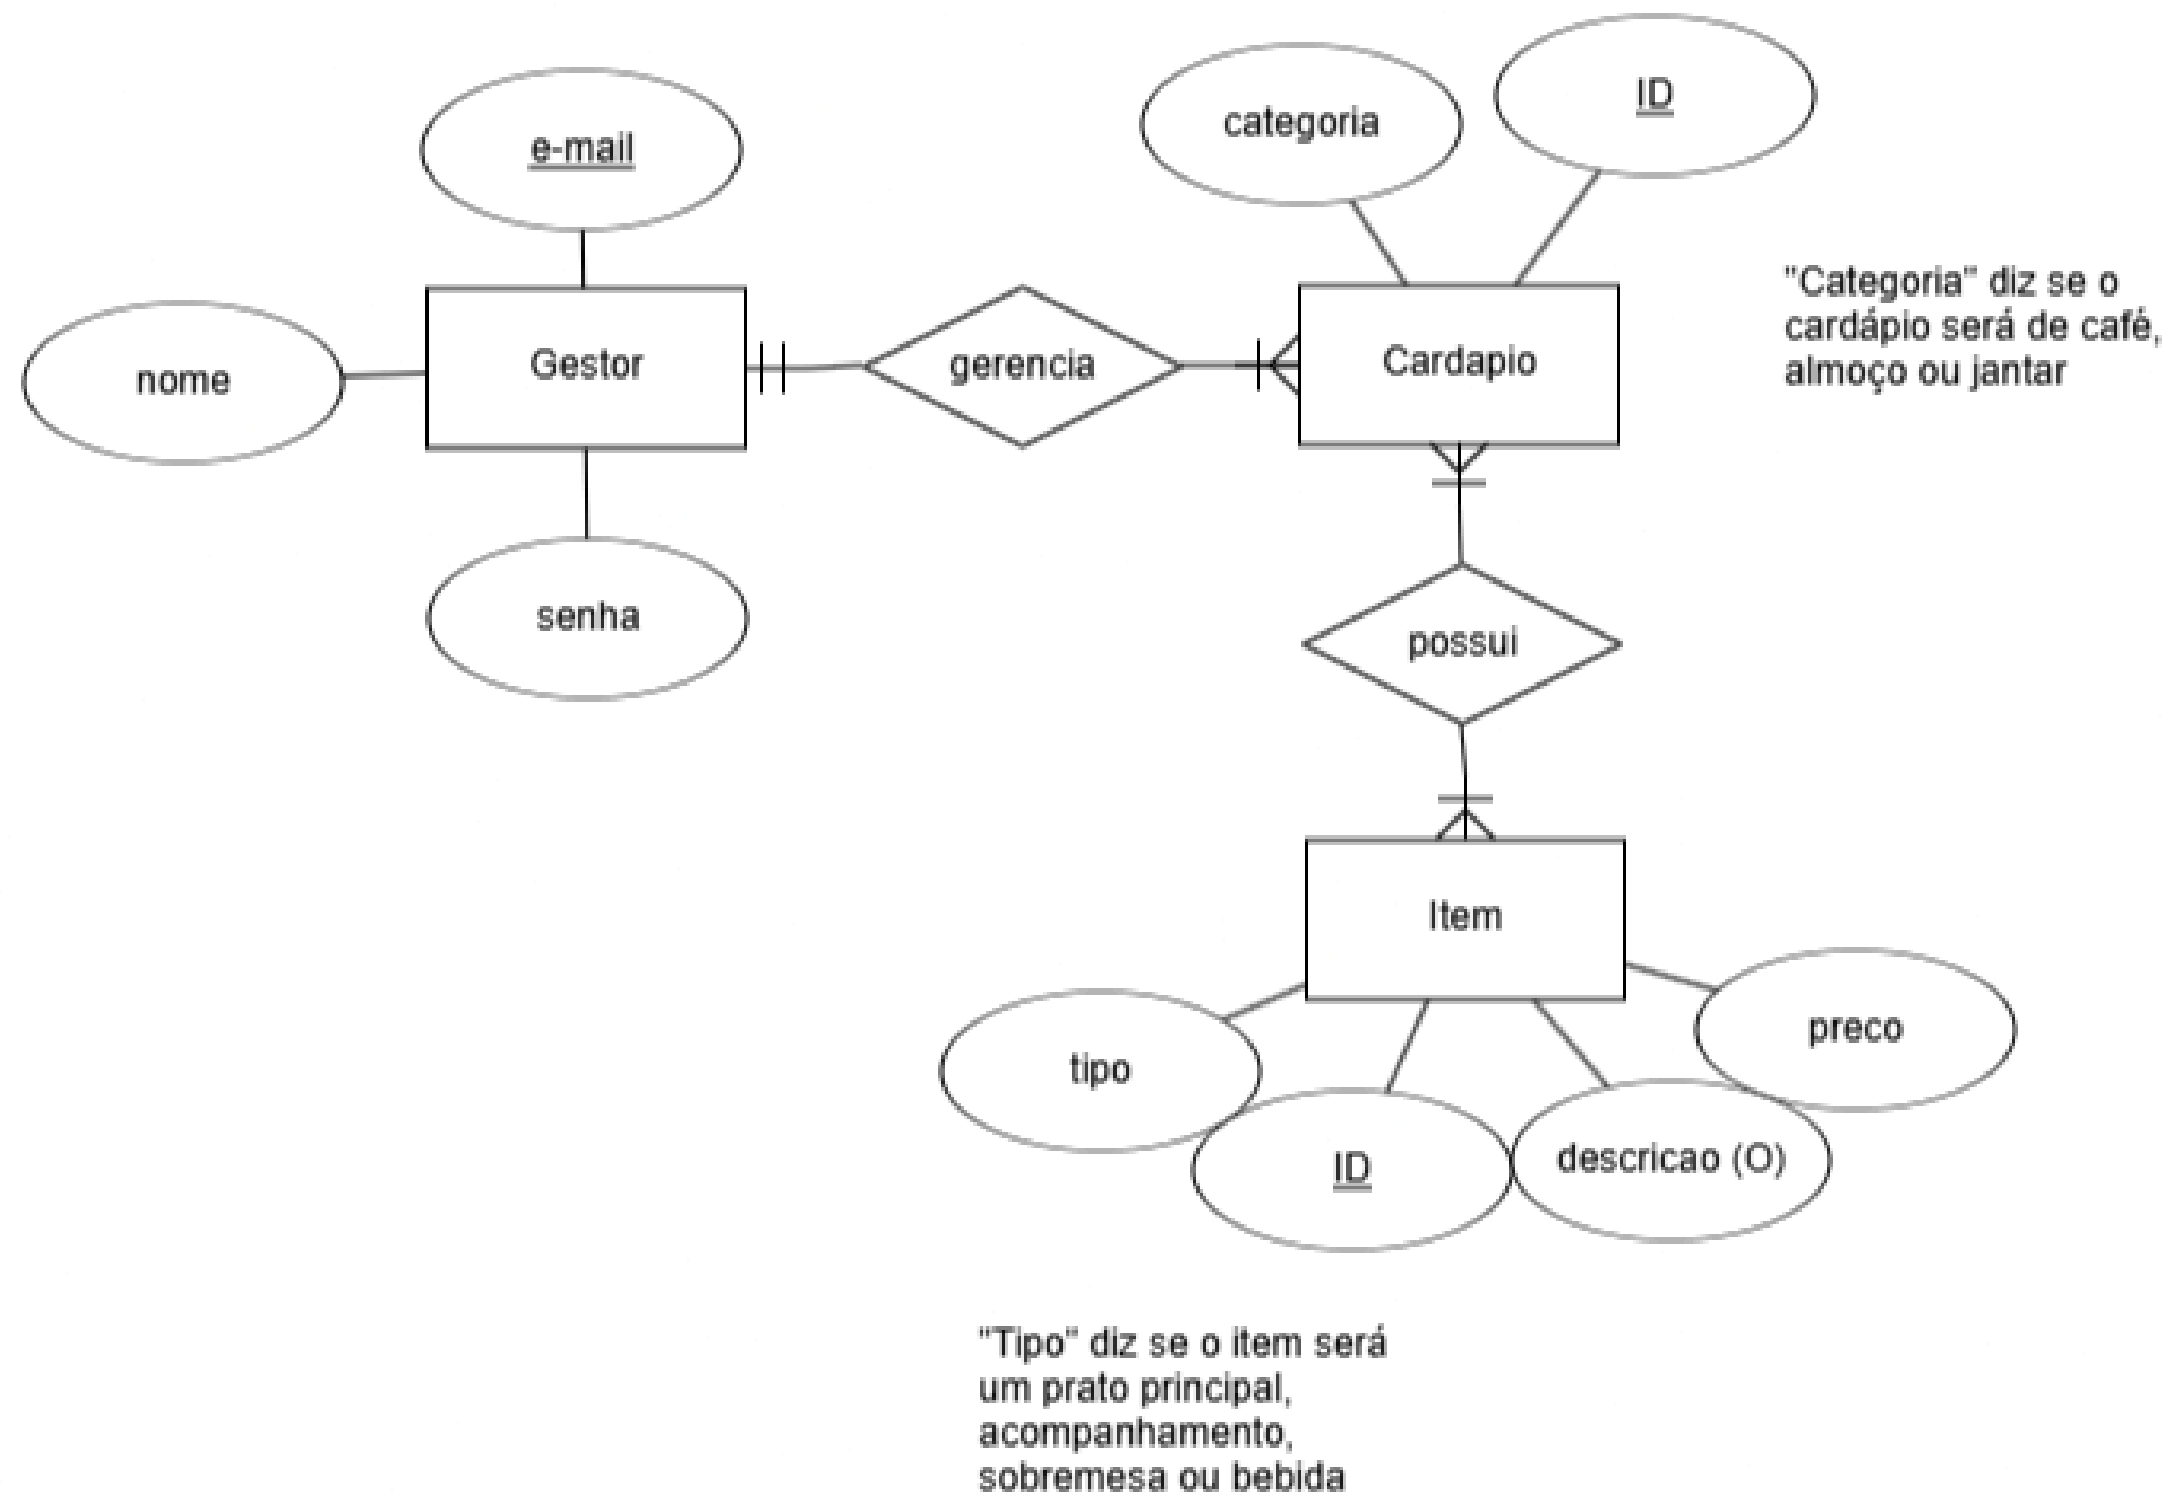 categoria
ID
e-mail
nome
Gestor
gerencia
Cardapio
"Categoria" diz se o
cardápio será de café,
almoço ou jantar
senha
possui
Item
tipo
ID
descricao (O)
preco
"Tipo" diz se o item será
um prato principal,
acompanhamento,
sobremesa ou bebida